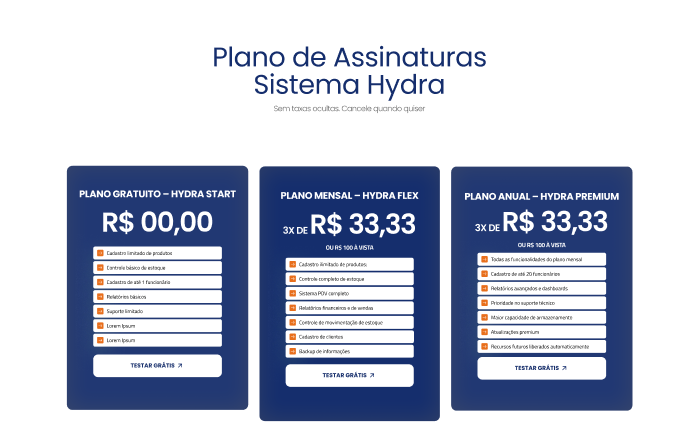 Plano de Assinaturas
Sistema Hydra
Sem taxas ocultas. Cancele quando quiser
PLANO GRATUITO – HYDRA START
R$ 00,00
Cadastro limitado de produtos
Controle básico de estoque
Cadastro de até 1 funcionário
Relatórios básicos
Suporte limitado
Lorem Ipsum
Lorem Ipsum
TESTAR GRÁTIS
PLANO MENSAL – HYDRA FLEX
3X DE R$ 33,33
OU R$ 100 À VISTA
Cadastro ilimitado de produtos;
Controle completo de estoque
Sistema PDV completo
Relatórios financeiros e de vendas
Controle de movimentação de estoque
Cadastro de clientes
Backup de informações
TESTAR GRÁTIS
PLANO ANUAL – HYDRA PREMIUM
3X DE R$ 33,33
OU R$ 100 À VISTA
Todas as funcionalidades do plano mensal
Cadastro de até 20 funcionários
Relatórios avançados e dashboards
Prioridade no suporte técnico
Maior capacidade de armazenamento
Atualizações premium
Recursos futuros liberados automaticamente
TESTAR GRÁTIS